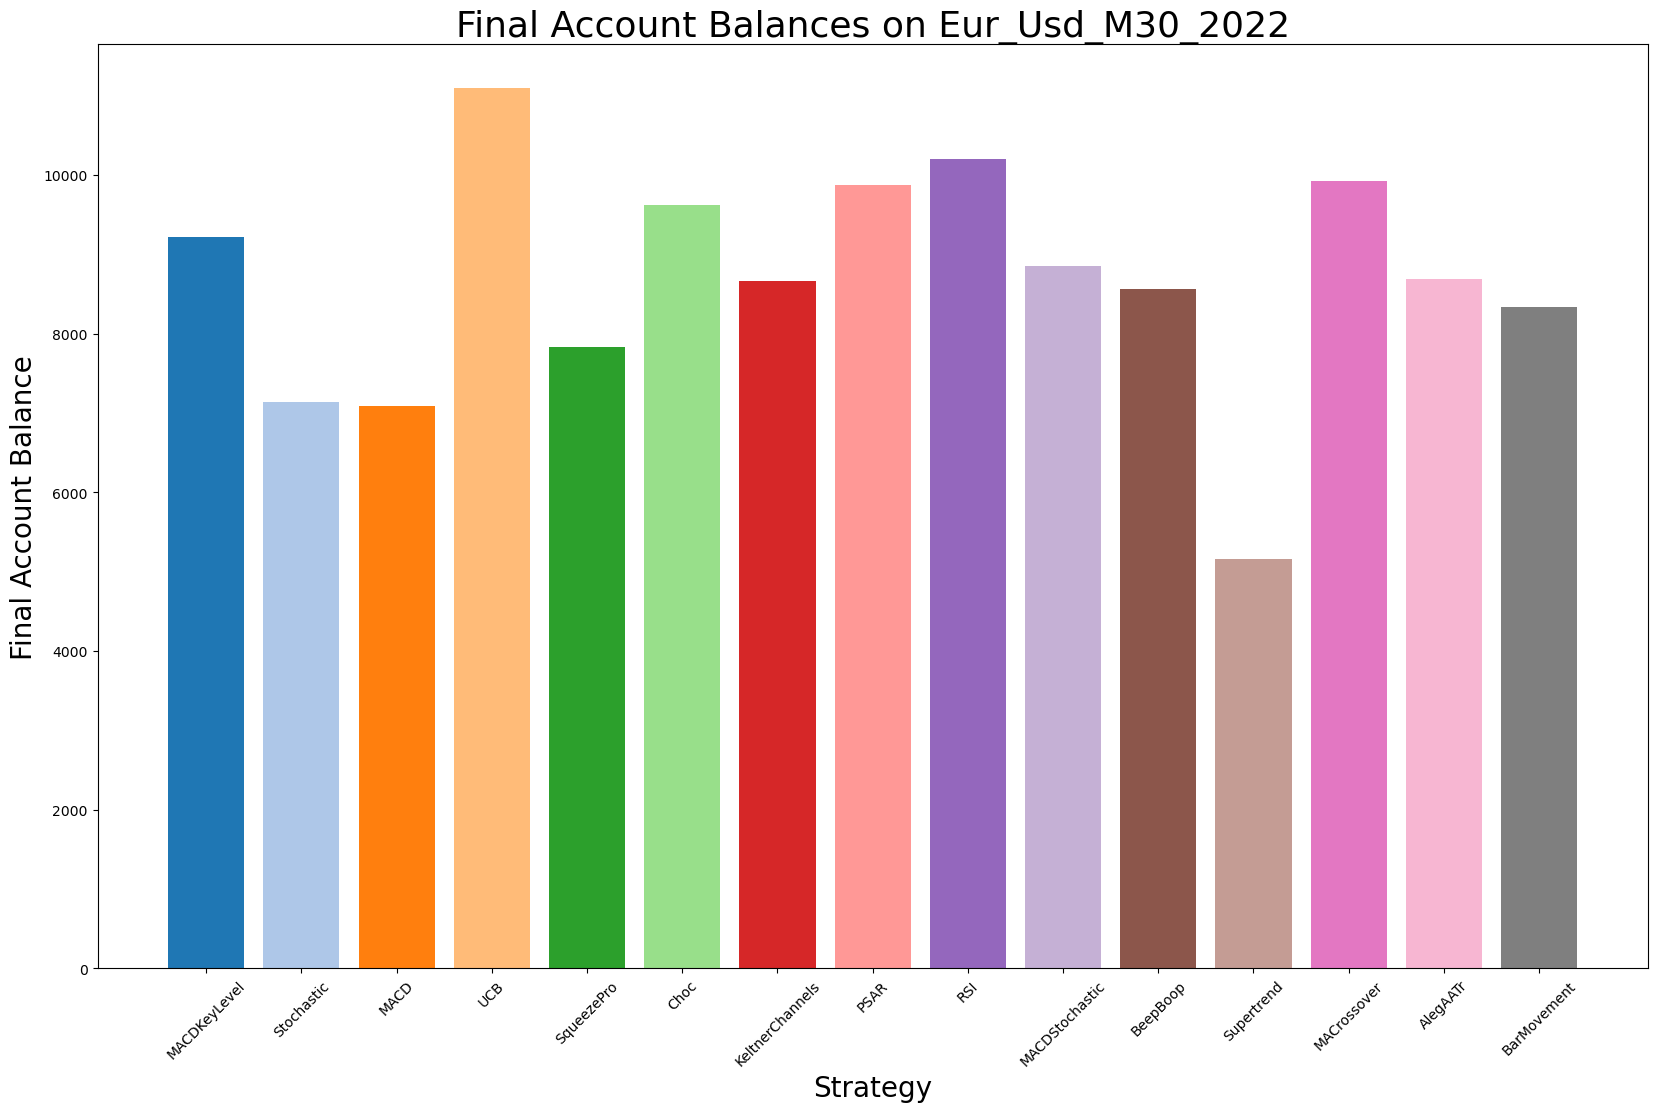 Final Account Balances on Eur_Usd_M30_2022
Final Account Balance
10000
8000
6000
4000
2000
0
MACDKeyLevel
Stochastic
MACD
UCB
SqueezePro
Choc
KeltnerChannels
PSAR
RSI
MACDStochastic
BeepBoop
Supertrend
MACrossover
AlegAATr
BarMovement
Strategy